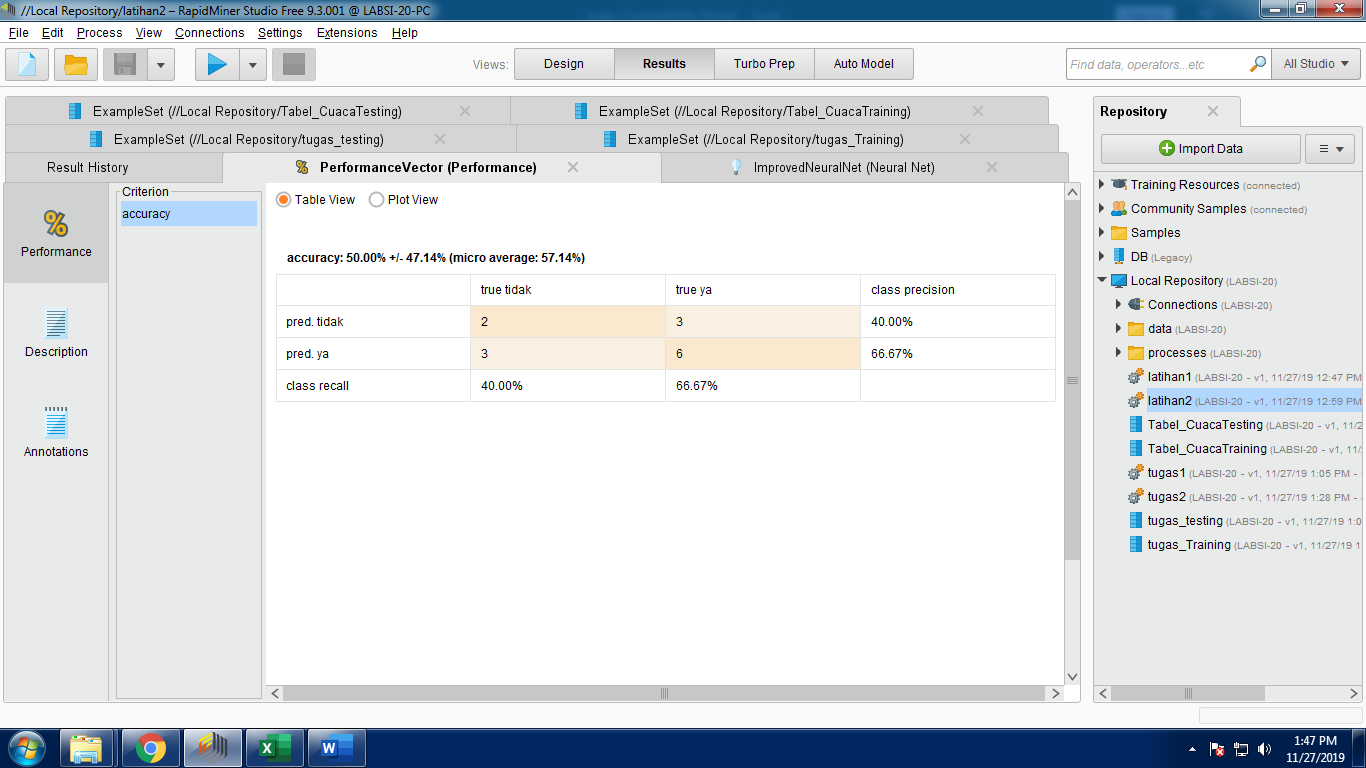 //Local Repository/latihan2 – RapidMiner Studio Free 9.3.001 @ LABSI-20-PC
File Edit Process View Connections Settings Extensions Help
Views: Design Results Turbo Prep Auto Model Find data, operators...etc All Studio
ExampleSet (//Local Repository/Tabel_CuacaTesting) ExampleSet (//Local Repository/Tabel_CuacaTraining)
ExampleSet (//Local Repository/tugas_testing) ExampleSet (//Local Repository/tugas_Training)
Result History PerformanceVector (Performance) ImprovedNeuralNet (Neural Net)
Performance
Description
Annotations
Criterion
accuracy
Table View Plot View
accuracy: 50.00% +/- 47.14% (micro average: 57.14%)
true tidak true ya class precision
pred. tidak 2 3 40.00%
pred. ya 3 6 66.67%
class recall 40.00% 66.67%
Repository
Import Data
Training Resources (connected)
Community Samples (connected)
Samples
DB (Legacy)
Local Repository (LABSI-20)
Connections (LABSI-20)
data (LABSI-20)
processes (LABSI-20)
latihan1 (LABSI-20 - v1, 11/27/19 12:47 PM
latihan2 (LABSI-20 - v1, 11/27/19 12:59 PM
Tabel_CuacaTesting (LABSI-20 - v1, 11/2
Tabel_CuacaTraining (LABSI-20 - v1, 11/
tugas1 (LABSI-20 - v1, 11/27/19 1:05 PM -
tugas2 (LABSI-20 - v1, 11/27/19 1:28 PM -
tugas_testing (LABSI-20 - v1, 11/27/19 1:0
tugas_Training (LABSI-20 - v1, 11/27/19 1
1:47 PM
11/27/2019